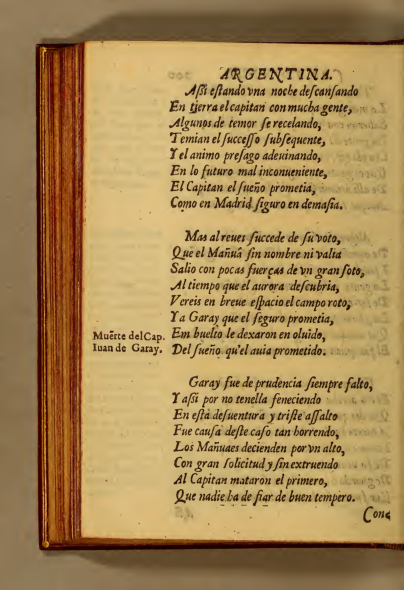 ARGENTINA.
Aßi eſtando vna noche deſcanſando
En tierra el capitan con mucha gente,
Algunos de temor ſe recelando,
Temian el ſucceſſo ſubſequente,
Y el animo preſago adeuinando,
En lo futuro mal inconueniente,
El Capitan el ſueño prometia,
Como en Madrid ſiguro en demaſia.
Mas al reues ſuccede de ſu voto,
Que el Mañuá ſin nombre ni valia
Salio con pocas fuerças de vn gran ſoto,
Al tiempo que el aurora deſcubria,
Vereis en breue eſpacio el campo roto,
Ya Garay que el ſeguro prometia,
Muẽrte del Cap. Iuan de Garay.
Em buelto le dexaron en oluido,
Del ſueño qu'el auia prometido.
Garay fue de prudencia ſiempre falto,
Y aßi por no tenella feneciendo
En eſta deſuentura y triſte aſſalto
Fue cauſa deſte caſo tan horrendo,
Los Mañuaes decienden por vn alto,
Con gran ſolicitud y ſin extruendo
Al Capitan mataron el primero,
Que nadie ha de fiar de buen tempero.
Conc